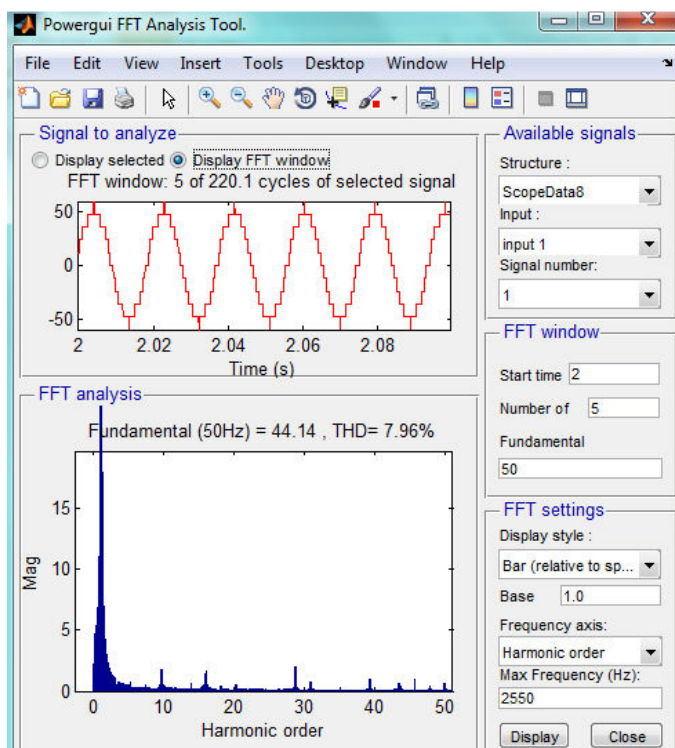 Powergui FFT Analysis Tool.
File Edit View Insert Tools Desktop Window Help
Signal to analyze
Display selected Display FFT window
FFT window: 5 of 220.1 cycles of selected signal
50
0
-50
2 2.02 2.04 2.06 2.08
Time (s)
FFT analysis
Fundamental (50Hz) = 44.14 , THD= 7.96%
15
10
5
0
Mag
0 10 20 30 40 50
Harmonic order
Available signals
Structure :
ScopeData8
Input :
input 1
Signal number:
1
FFT window
Start time 2
Number of 5
Fundamental
50
FFT settings
Display style :
Bar (relative to sp...
Base 1.0
Frequency axis:
Harmonic order
Max Frequency (Hz):
2550
Display Close